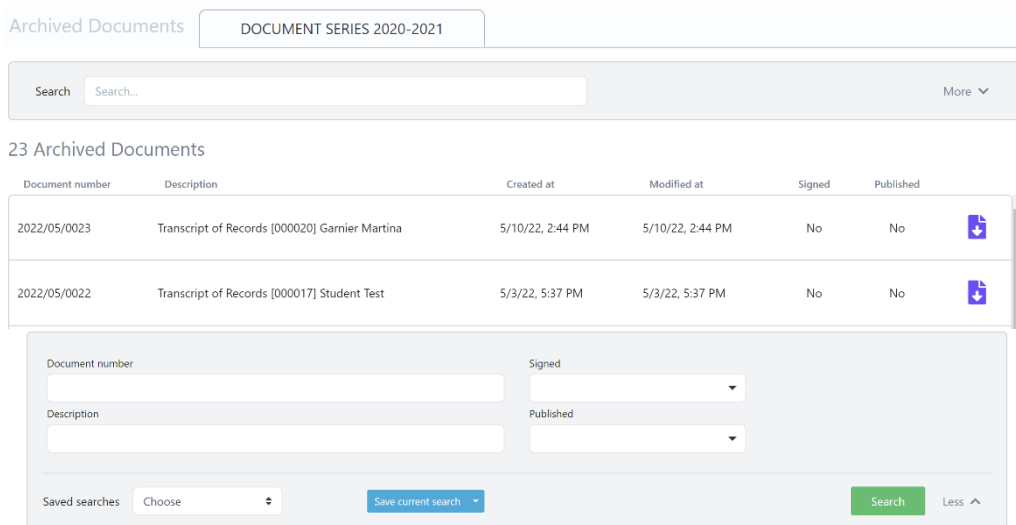 Archived Documents DOCUMENT SERIES 2020-2021
Search Search... More
23 Archived Documents
Document number Description Created at Modified at Signed Published
2022/05/0023 Transcript of Records [000020] Garnier Martina 5/10/22, 2:44 PM 5/10/22, 2:44 PM No No
2022/05/0022 Transcript of Records [000017] Student Test 5/3/22, 5:37 PM 5/3/22, 5:37 PM No No
Document number Signed
Description Published
Saved searches Choose Save current search Search Less